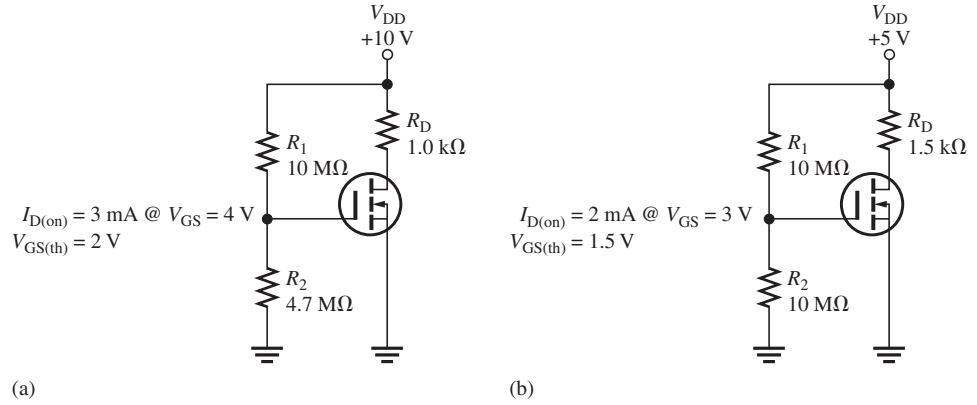 V_DD
+10 V
R_D
1.0 kΩ
R_1
10 MΩ
I_D(on) = 3 mA @ V_GS = 4 V
V_GS(th) = 2 V
R_2
4.7 MΩ
(a)
V_DD
+5 V
R_D
1.5 kΩ
R_1
10 MΩ
I_D(on) = 2 mA @ V_GS = 3 V
V_GS(th) = 1.5 V
R_2
10 MΩ
(b)